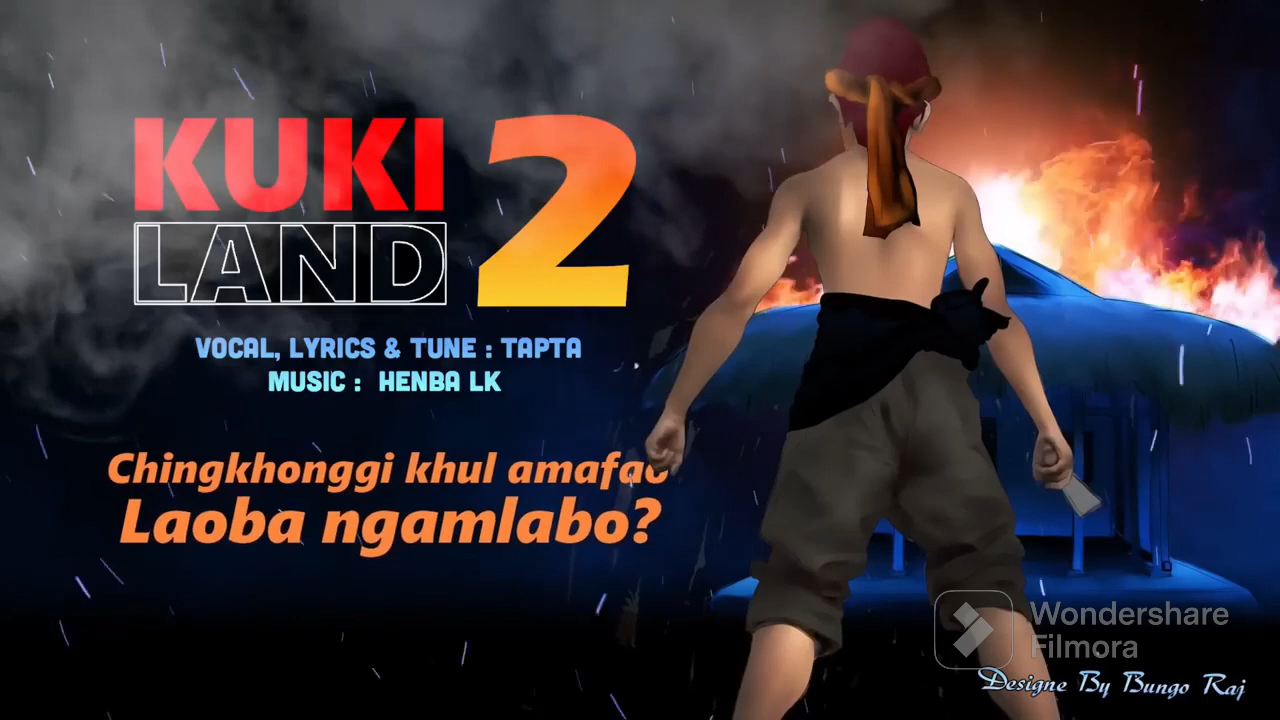 KUKI
LAND
2
VOCAL, LYRICS & TUNE : TAPTA
MUSIC : HENBA LK
Chingkhonggi khul amafao
Laoba ngamlabo?
Wondershare
Filmora
Designe By Bungo Raj